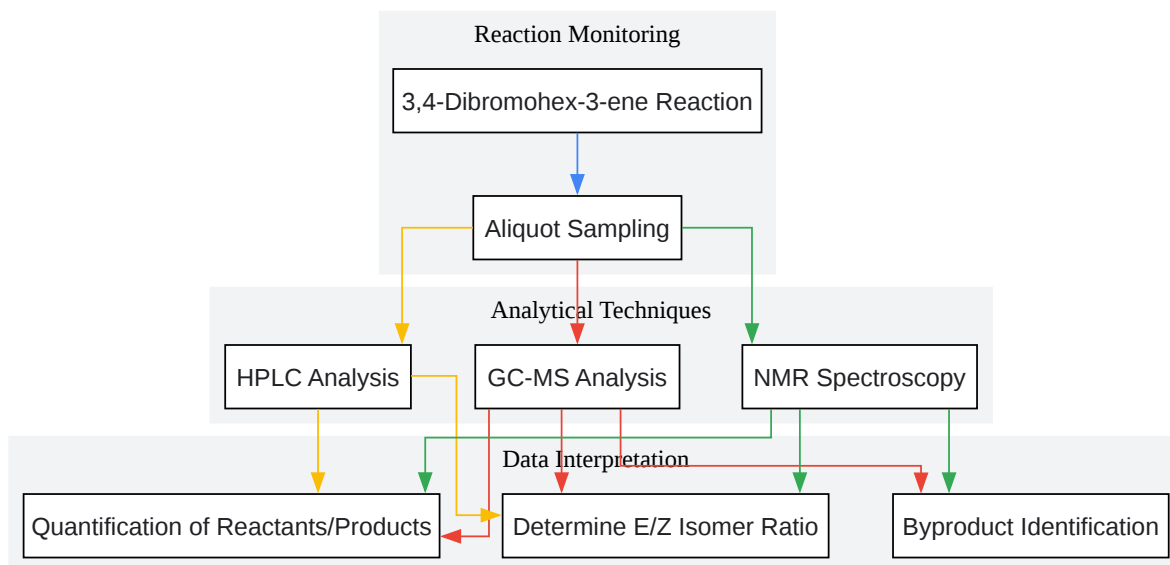 Reaction Monitoring
3,4-Dibromohex-3-ene Reaction
Aliquot Sampling
Analytical Techniques
HPLC Analysis
GC-MS Analysis
NMR Spectroscopy
Data Interpretation
Quantification of Reactants/Products
Determine E/Z Isomer Ratio
Byproduct Identification